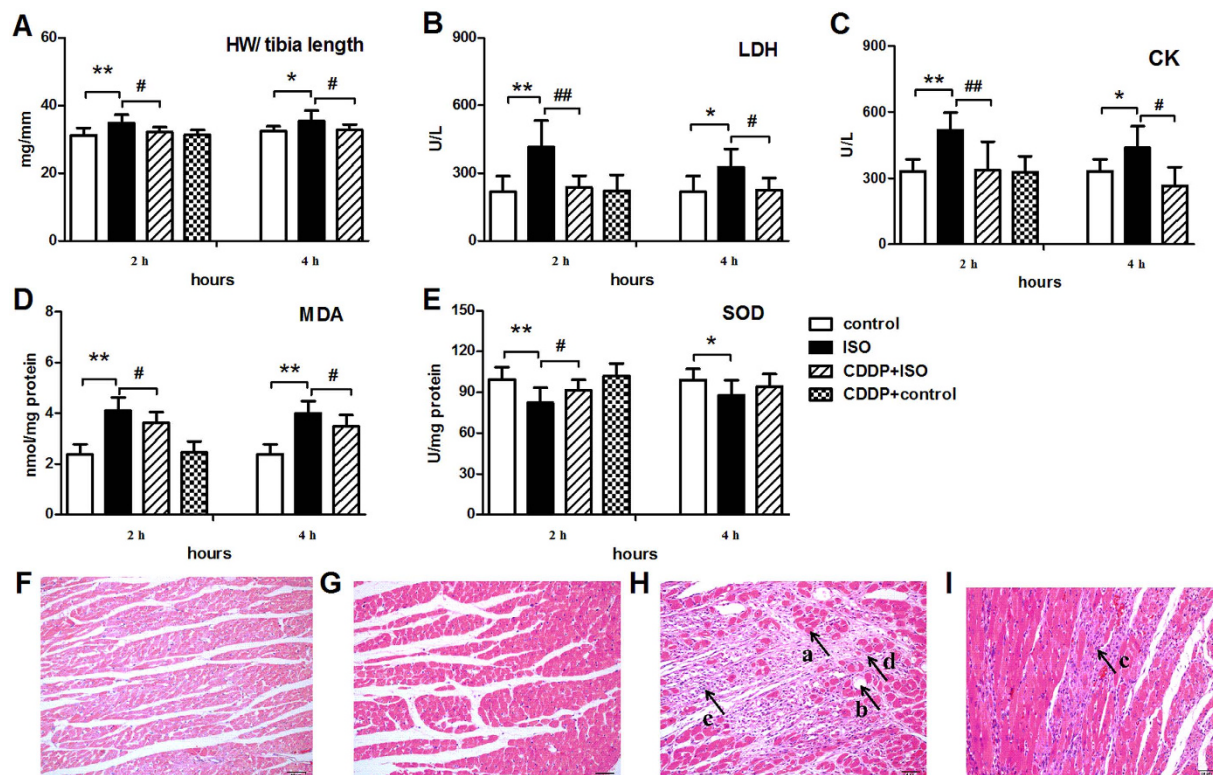 A
HW/ tibia length
60
40
20
0
mg/mm
**
#
*
#
2 h
4 h
hours
B
LDH
900
600
300
0
U/L
**
##
*
#
2 h
4 h
hours
C
CK
900
600
300
0
U/L
**
##
*
#
2 h
4 h
hours
D
MDA
8
6
4
2
0
nmol/mg protein
**
#
**
#
2 h
4 h
hours
E
SOD
150
120
90
60
30
0
U/mg protein
**
#
*
2 h
4 h
hours
control
ISO
CDDP+ISO
CDDP+control
F
G
H
a
d
c
b
I
c